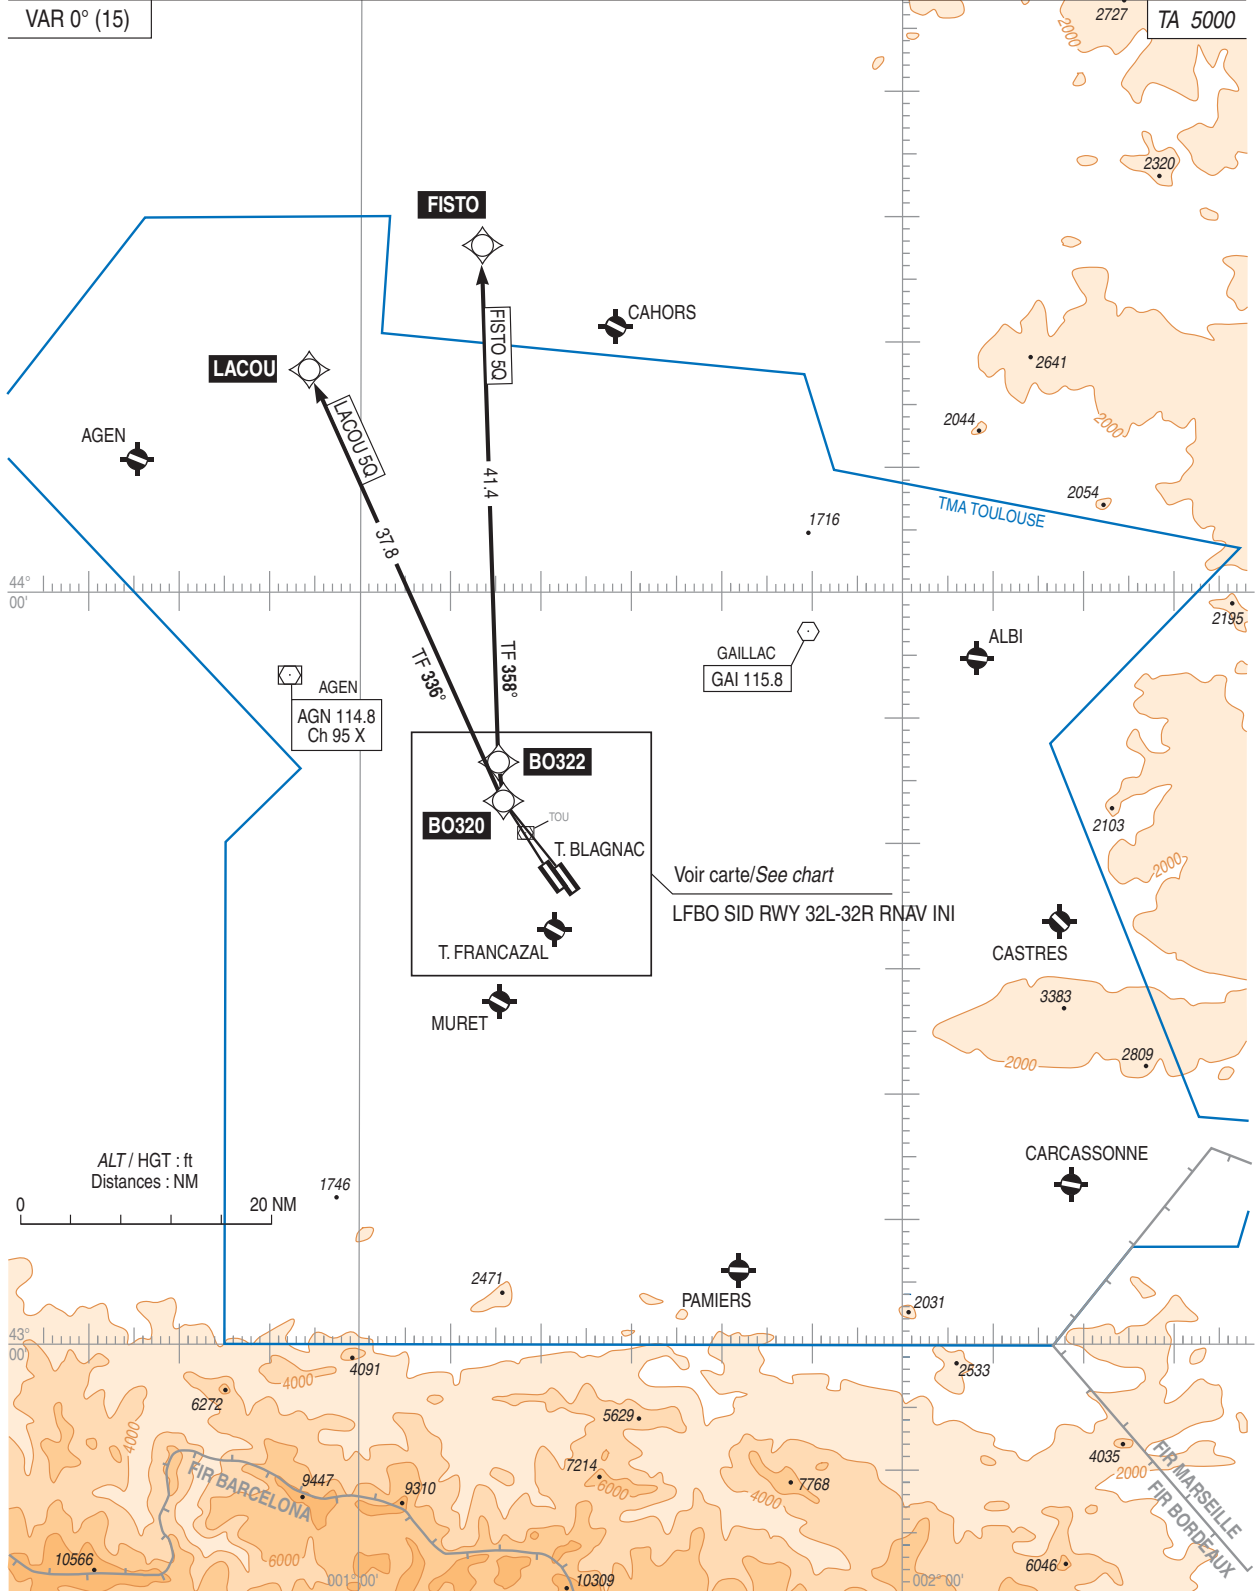 VAR 0° (15)
TA 5000
2727
2000
2320
FISTO
CAHORS
FISTO 5Q
2641
LACOU
LACOU 5Q
2044
2000
AGEN
41.4
2054
TMA TOULOUSE
1716
37.8
44°
00'
2195
ALBI
TF 336°
TF 358°
GAILLAC
GAI 115.8
AGEN
AGN 114.8
Ch 95 X
BO322
BO320
TOU
2103
T. BLAGNAC
2000
Voir carte/See chart
LFBO SID RWY 32L-32R RNAV INI
T. FRANCAZAL
CASTRES
MURET
3383
2809
2000
CARCASSONNE
ALT / HGT : ft
Distances : NM
1746
0
20 NM
2471
PAMIERS
2031
43°
00'
4091
2533
4000
6272
5629
4000
4035
2000
7214
6000
7768
4000
FIR BARCELONA
9447
9310
FIR MARSEILLE
FIR BORDEAUX
10566
6000
6046
001°00'
10309
002° 00'